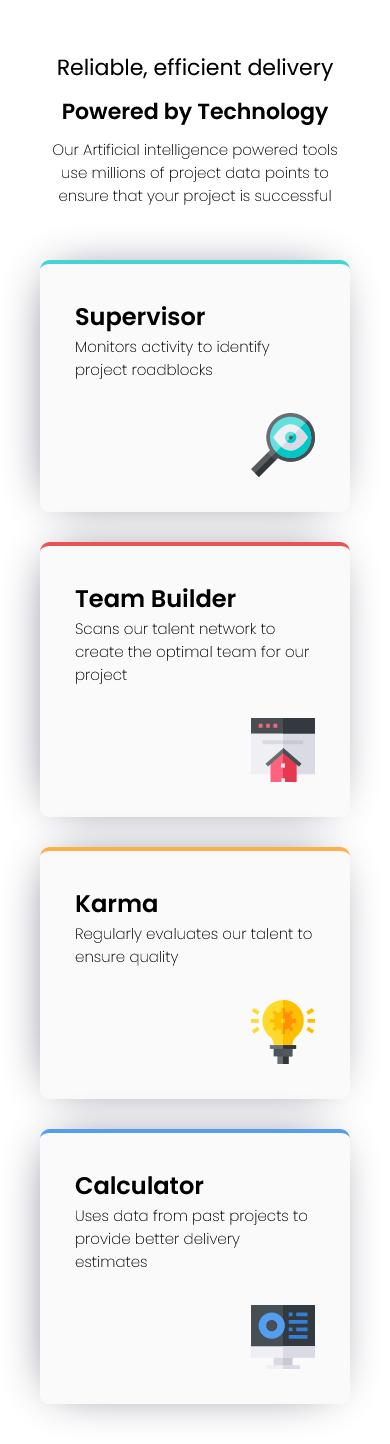 Reliable, efficient delivery
Powered by Technology
Our Artificial intelligence powered tools
use millions of project data points to
ensure that your project is successful
Supervisor
Monitors activity to identify
project roadblocks
Team Builder
Scans our talent network to
create the optimal team for our
project
Karma
Regularly evaluates our talent to
ensure quality
Calculator
Uses data from past projects to
provide better delivery
estimates